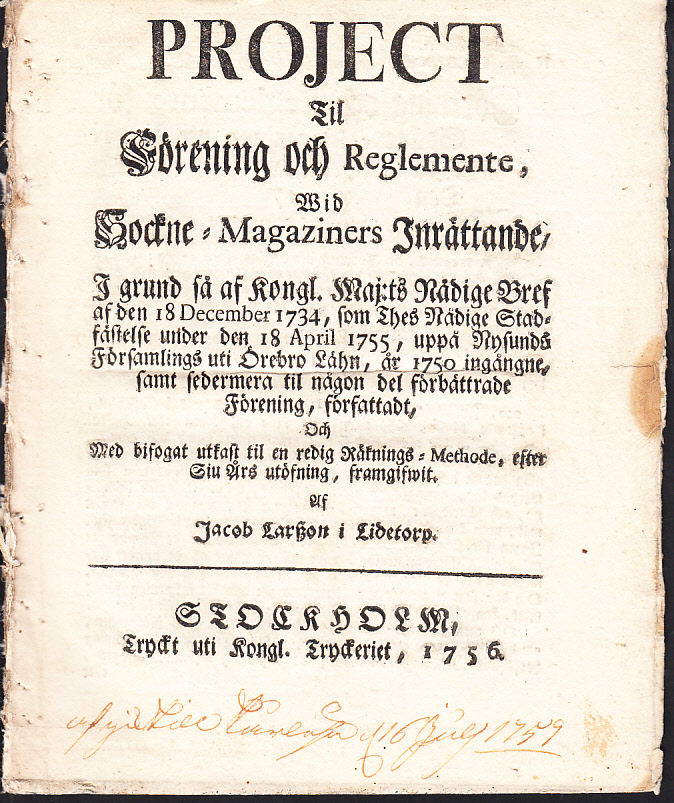 PROJECT
Til
Förening och Reglemente,
Wid
Sockne-Magaziners Inrättande,
I grund så af Kongl. Maj:ts Nådige Bref
af den 18 December 1734, som Thes Nådige Stad-
fästelse under den 18 April 1755, uppå Nysunds
Församlings uti Örebro Lähn, år 1750 ingångne,
samt sedermera til någon del förbättrade
Förening, författadt,
Och
Med bifogat utkast til en redig Räknings-Methode, efter
Siu Års utöfning, framgifwit.
Af
Jacob Larßon i Lidetorp.
STOCKHOLM,
Tryckt uti Kongl. Tryckeriet, 1756.
16 July 1759